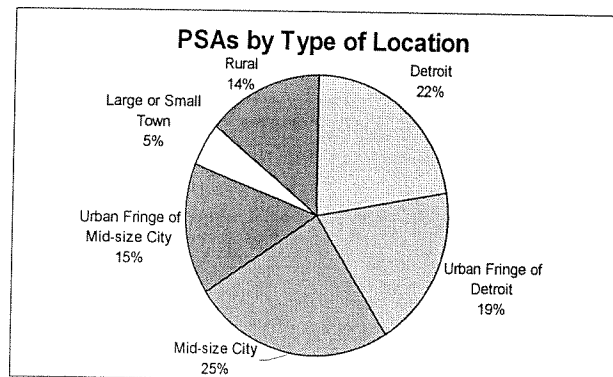 PSAs by Type of Location
Rural
14%
Detroit
22%
Large or Small
Town
5%
Urban Fringe of
Mid-size City
15%
Urban Fringe of
Detroit
19%
Mid-size City
25%